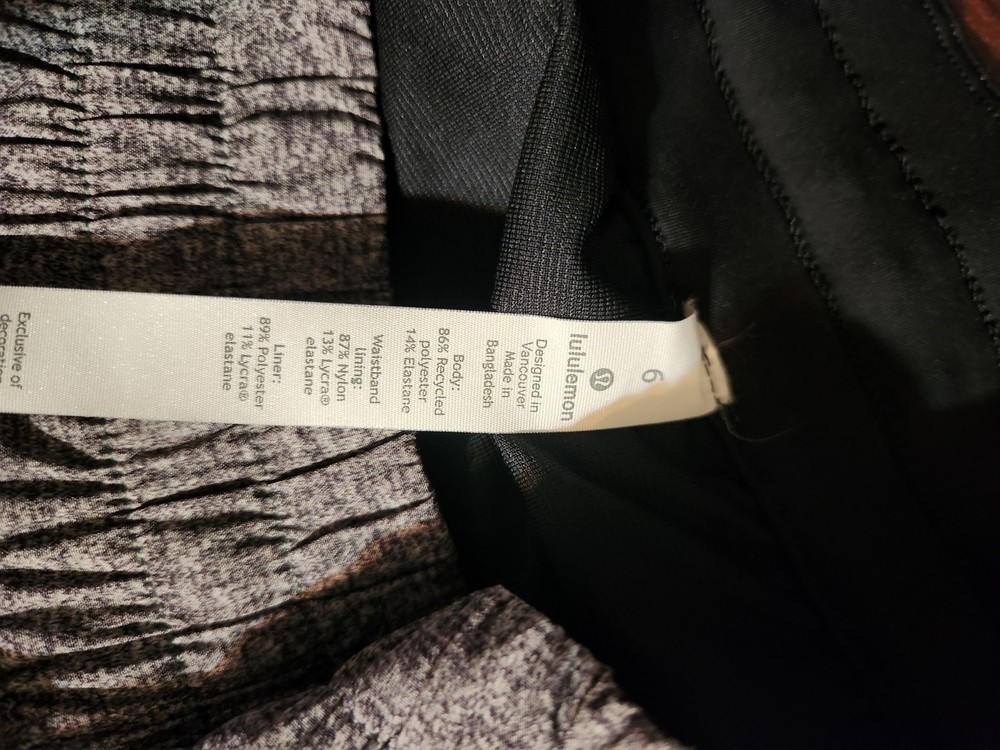 6
lululemon
Designed in
Vancouver
Made in
Bangladesh
Body:
86% Recycled
polyester
14% Elastane
Waistband
lining:
87% Nylon
13% Lycra®
elastane
Liner:
89% Polyester
11% Lycra®
elastane
Exclusive of
decoration